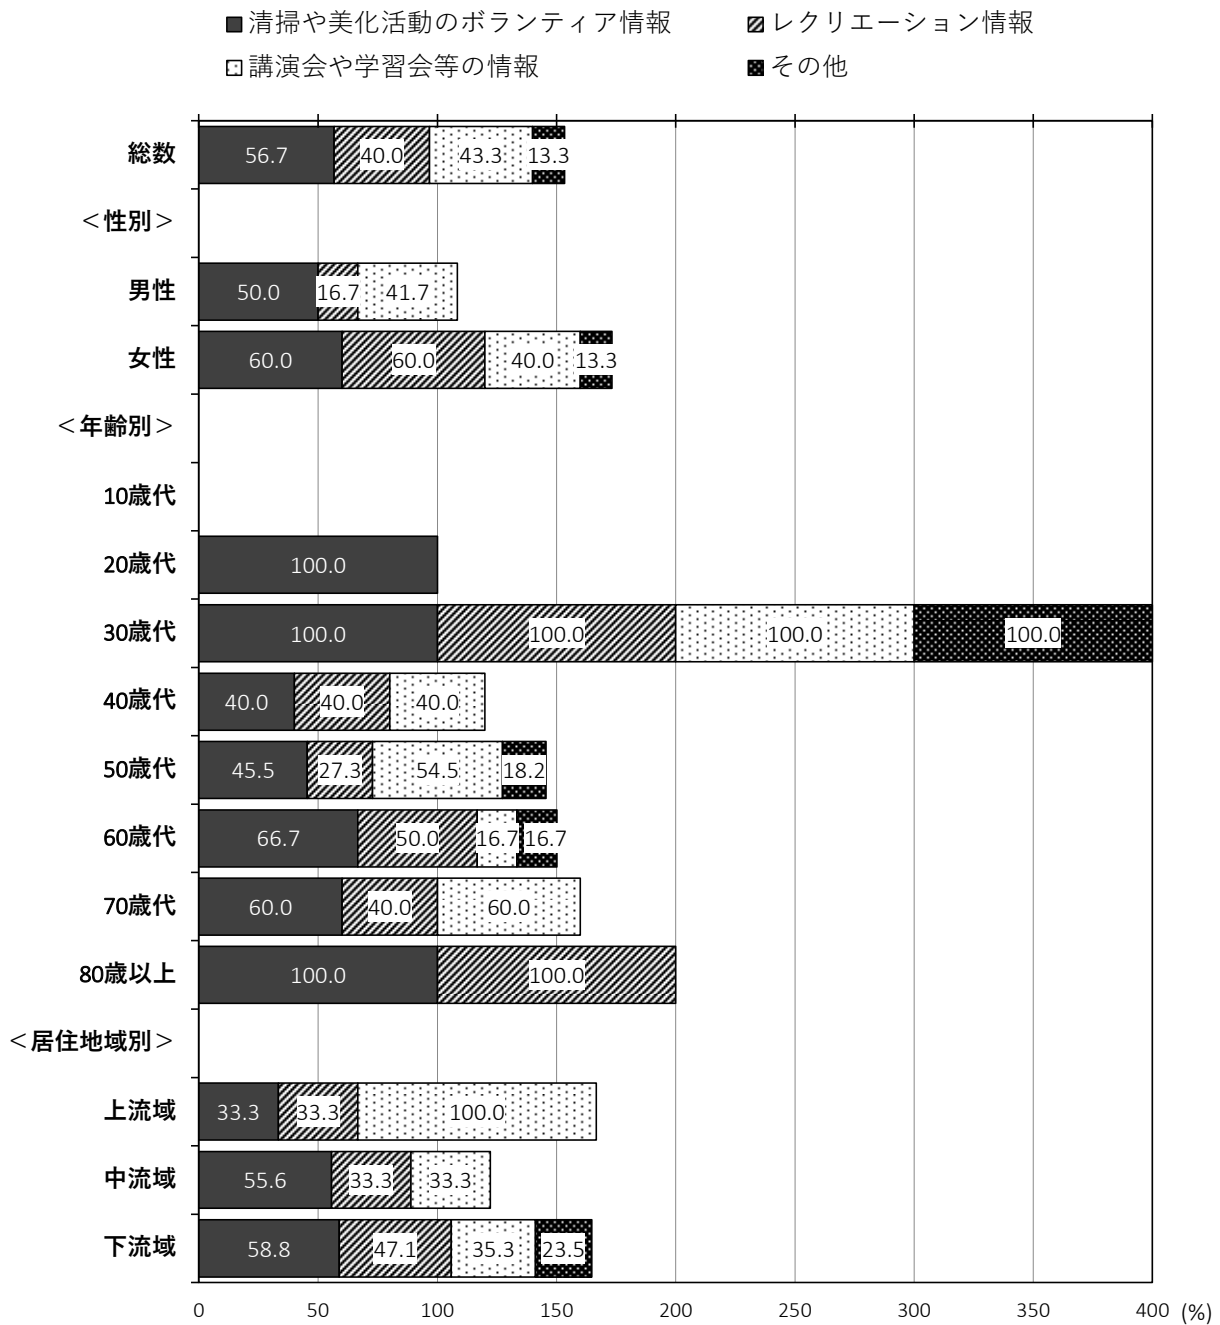 清掃や美化活動のボランティア情報 レクリエーション情報
講演会や学習会等の情報 その他
総数 56.7 40.0 43.3 13.3
＜性別＞
男性 50.0 16.7 41.7
女性 60.0 60.0 40.0 13.3
＜年齢別＞
10歳代
20歳代 100.0
30歳代 100.0 100.0 100.0 100.0
40歳代 40.0 40.0 40.0
50歳代 45.5 27.3 54.5 18.2
60歳代 66.7 50.0 16.7 16.7
70歳代 60.0 40.0 60.0
80歳以上 100.0 100.0
＜居住地域別＞
上流域 33.3 33.3 100.0
中流域 55.6 33.3 33.3
下流域 58.8 47.1 35.3 23.5
0 50 100 150 200 250 300 350 400 (%)